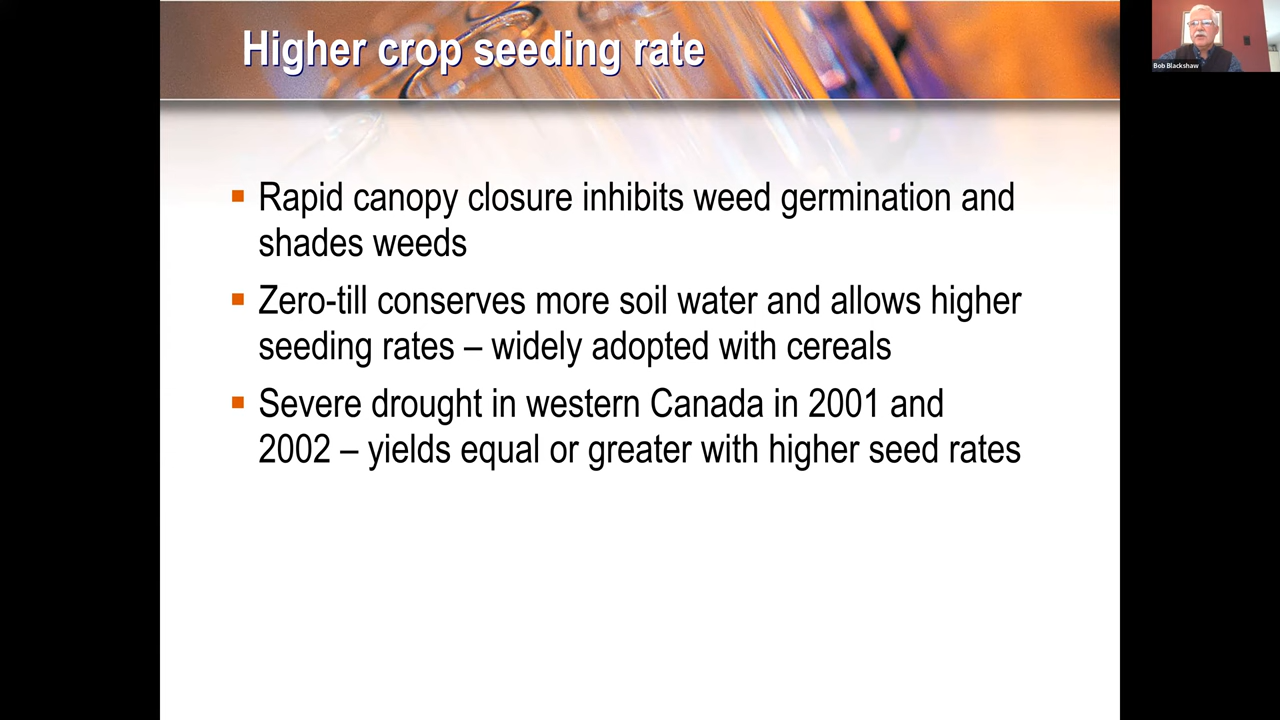 Higher crop seeding rate
Bob Blackshaw
Rapid canopy closure inhibits weed germination and
shades weeds
Zero-till conserves more soil water and allows higher
seeding rates – widely adopted with cereals
Severe drought in western Canada in 2001 and
2002 – yields equal or greater with higher seed rates